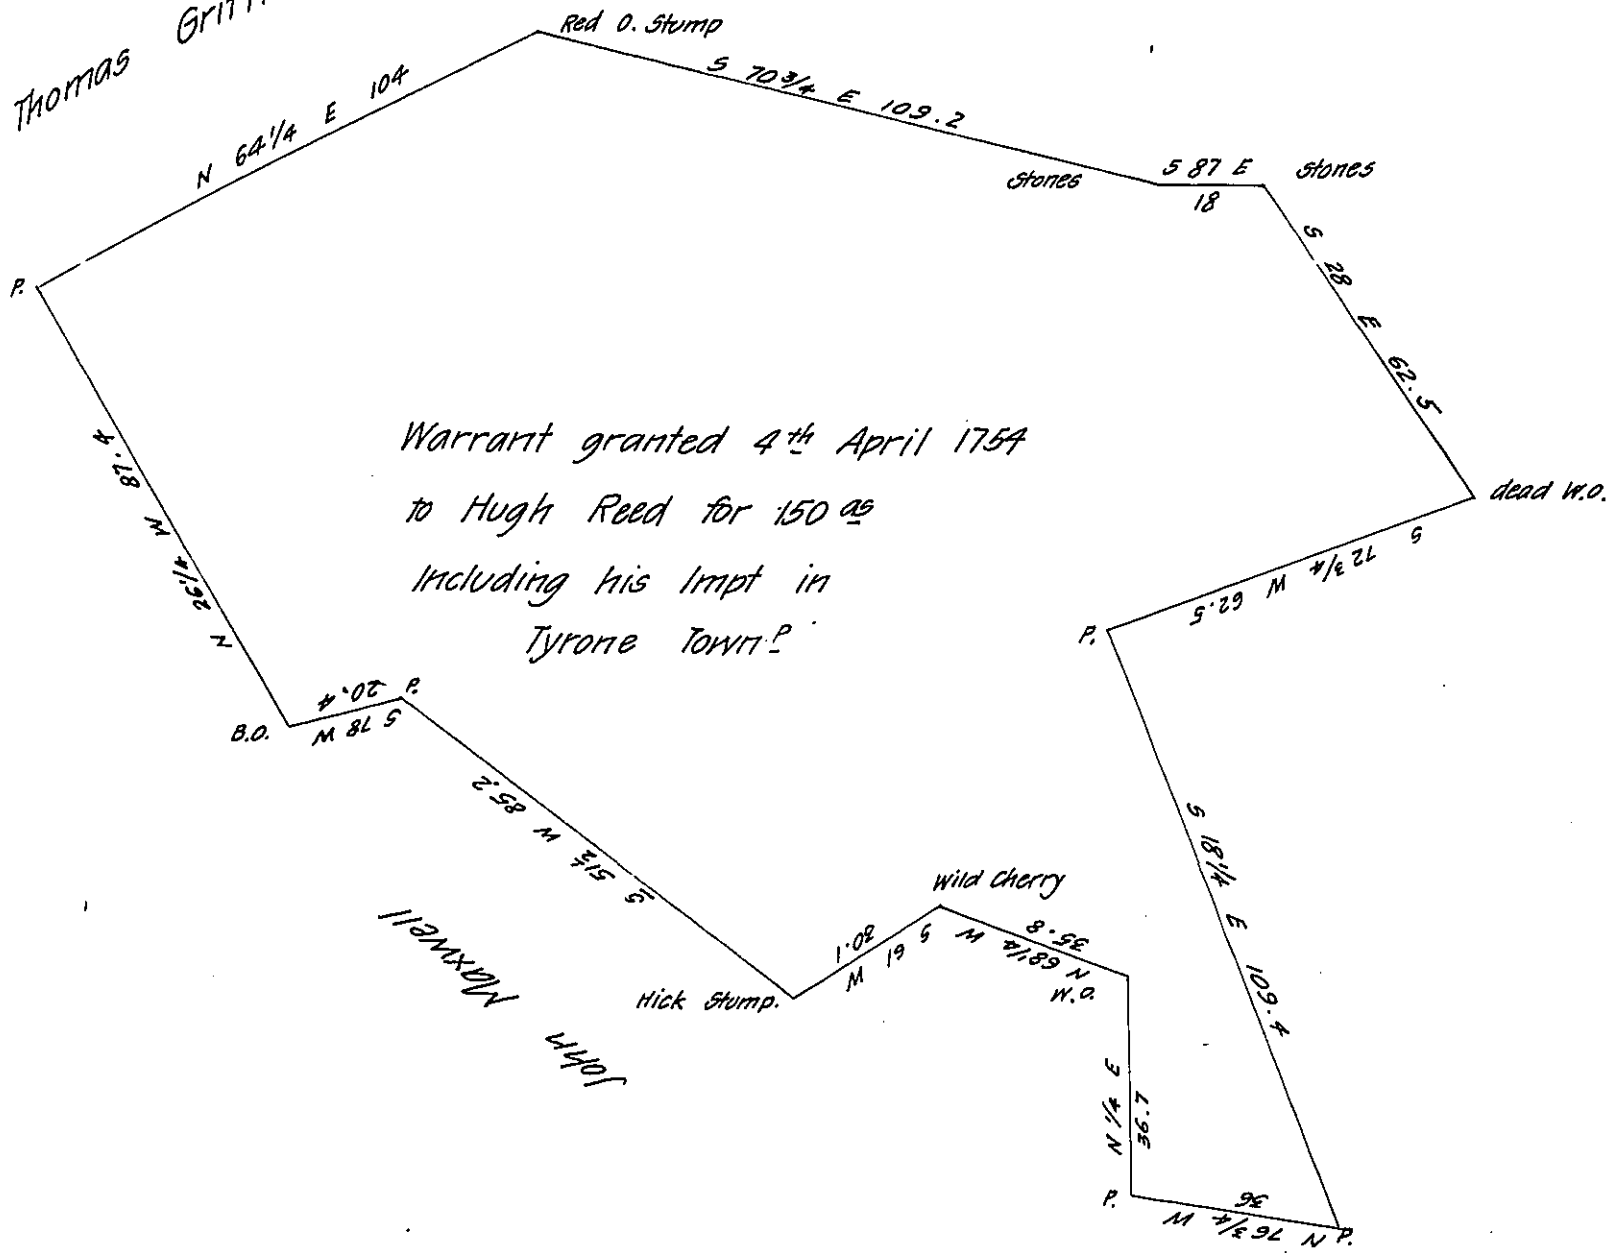 Thomas
Red O. Stump
N 64 1/4 E 104
S 70 3/4 E 109.2
Stones
S 87 E
18
Stones
S 28 E 62.5
P.
Warrant granted 4th April 1754
to Hugh Reed for 150 as
Including his Impt in
Tyrone Town.P
N 26 1/4 W 87.4
dead W.O.
S 72 3/4 W 62.5
P.
B.O.
S 78 W
20.4
P.
S 51 1/2 W 85.2
S 18 1/4 E 109.4
John Maxwell
Hick Stump.
S 61 W
30.1
Wild Cherry
N 68 1/4 W
35.8
W.O.
N 1/4 E
36.7
P.
N 76 3/4 W
36
P.